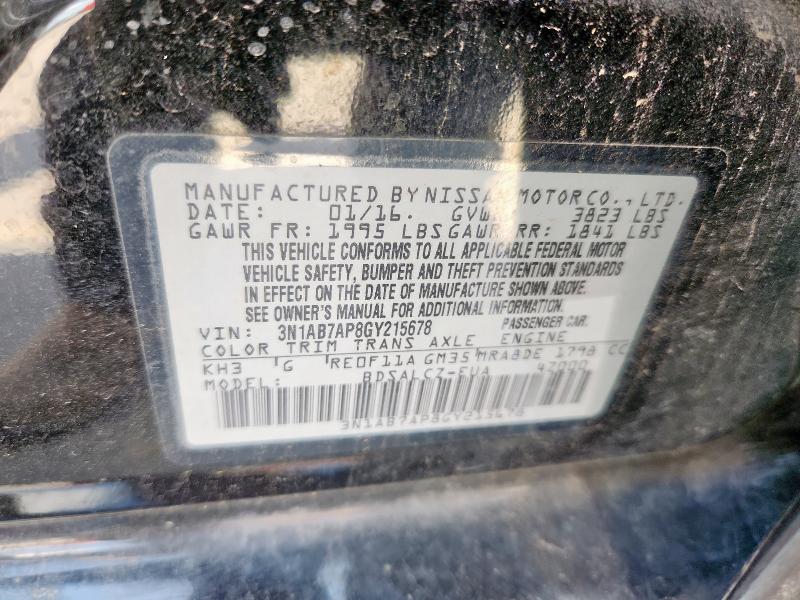 MANUFACTURED BY NISSAN MOTOR CO., LTD.
DATE: 01/16. GVW 3823 LBS
GAWR FR: 1995 LBS GAWR RR: 1841 LBS
THIS VEHICLE CONFORMS TO ALL APPLICABLE FEDERAL MOTOR
VEHICLE SAFETY, BUMPER AND THEFT PREVENTION STANDARDS
IN EFFECT ON THE DATE OF MANUFACTURE SHOWN ABOVE.
SEE OWNER'S MANUAL FOR ADDITIONAL INFORMATION.
VIN: 3N1AB7AP8GY215678 PASSENGER CAR.
COLOR TRIM TRANS AXLE ENGINE
KH3 G RE0F11A GM35 MRA8DE 1798 CC
MODEL: BDSALCZ-EUA 42000
3N1AB7AP8GY215678